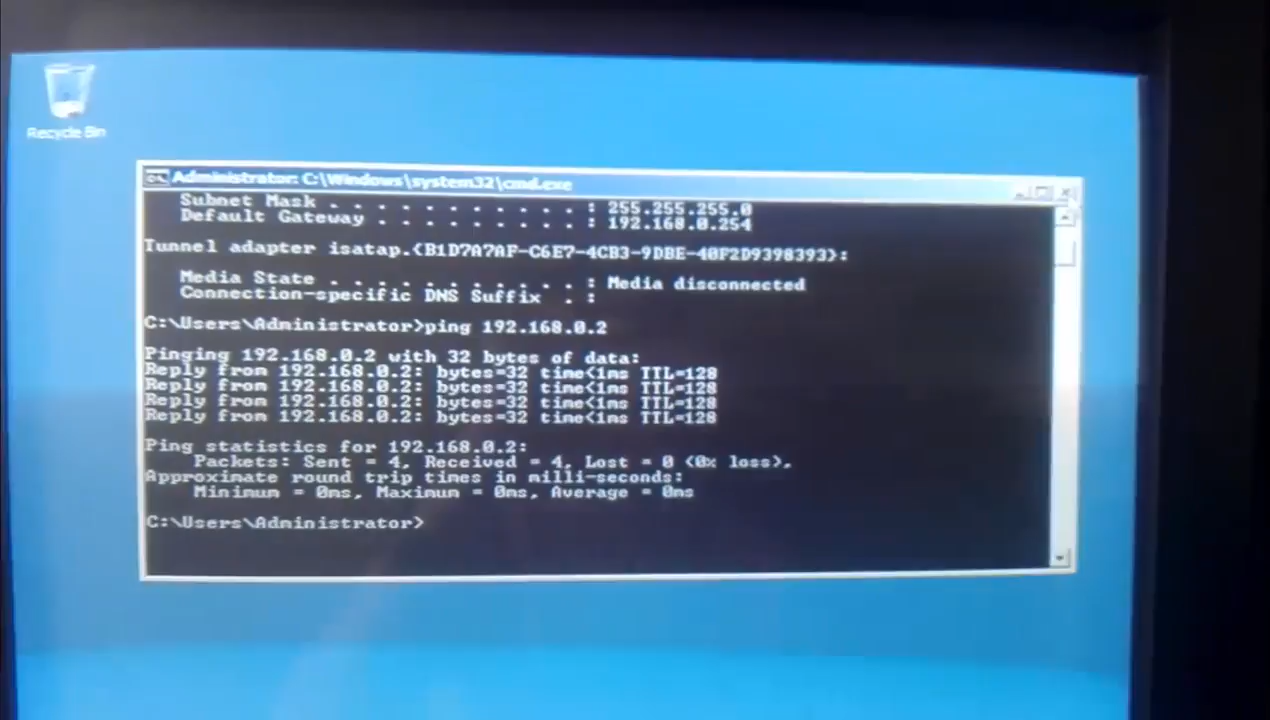 Recycle Bin
Administrator: C:\Windows\system32\cmd.exe
Subnet Mask . . . . . . . . . . . : 255.255.255.0
Default Gateway . . . . . . . . . : 192.168.0.254
Tunnel adapter isatap.{B1D7A7AF-C6E7-4CB3-9DBE-40F2D9398393}:
Media State . . . . . . . . . . . : Media disconnected
Connection-specific DNS Suffix  . :
C:\Users\Administrator>ping 192.168.0.2
Pinging 192.168.0.2 with 32 bytes of data:
Reply from 192.168.0.2: bytes=32 time<1ms TTL=128
Reply from 192.168.0.2: bytes=32 time<1ms TTL=128
Reply from 192.168.0.2: bytes=32 time<1ms TTL=128
Reply from 192.168.0.2: bytes=32 time<1ms TTL=128
Ping statistics for 192.168.0.2:
Packets: Sent = 4, Received = 4, Lost = 0 (0% loss),
Approximate round trip times in milli-seconds:
Minimum = 0ms, Maximum = 0ms, Average = 0ms
C:\Users\Administrator>